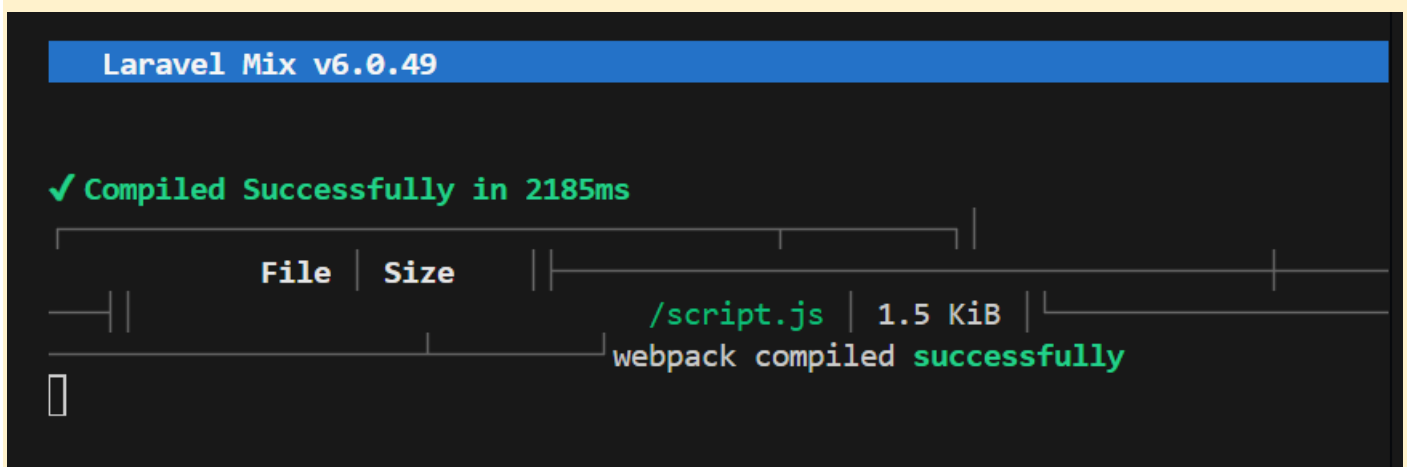 Laravel Mix v6.0.49
✔ Compiled Successfully in 2185ms
File │ Size
/script.js │ 1.5 KiB
webpack compiled successfully